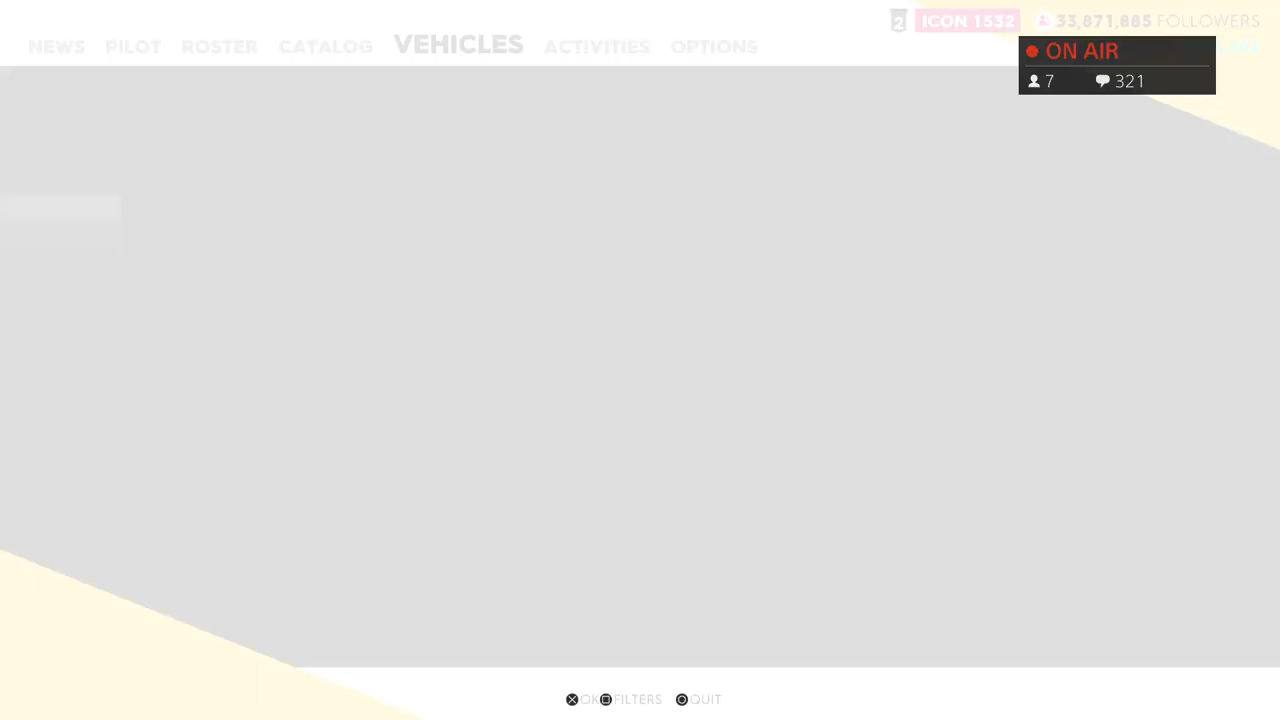 2 ICON 1532 33,871,885 FOLLOWERS
NEWS PILOT ROSTER CATALOG VEHICLES ACTIVITIES OPTIONS
ON AIR
7 321
OK FILTERS QUIT